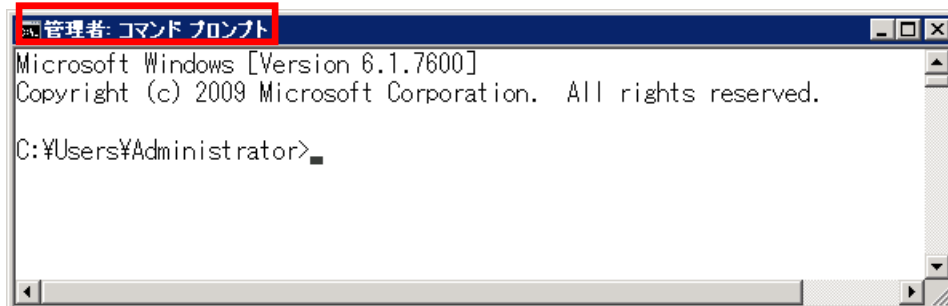 管理者: コマンド プロンプト
Microsoft Windows [Version 6.1.7600]
Copyright (c) 2009 Microsoft Corporation.  All rights reserved.
C:¥Users¥Administrator>